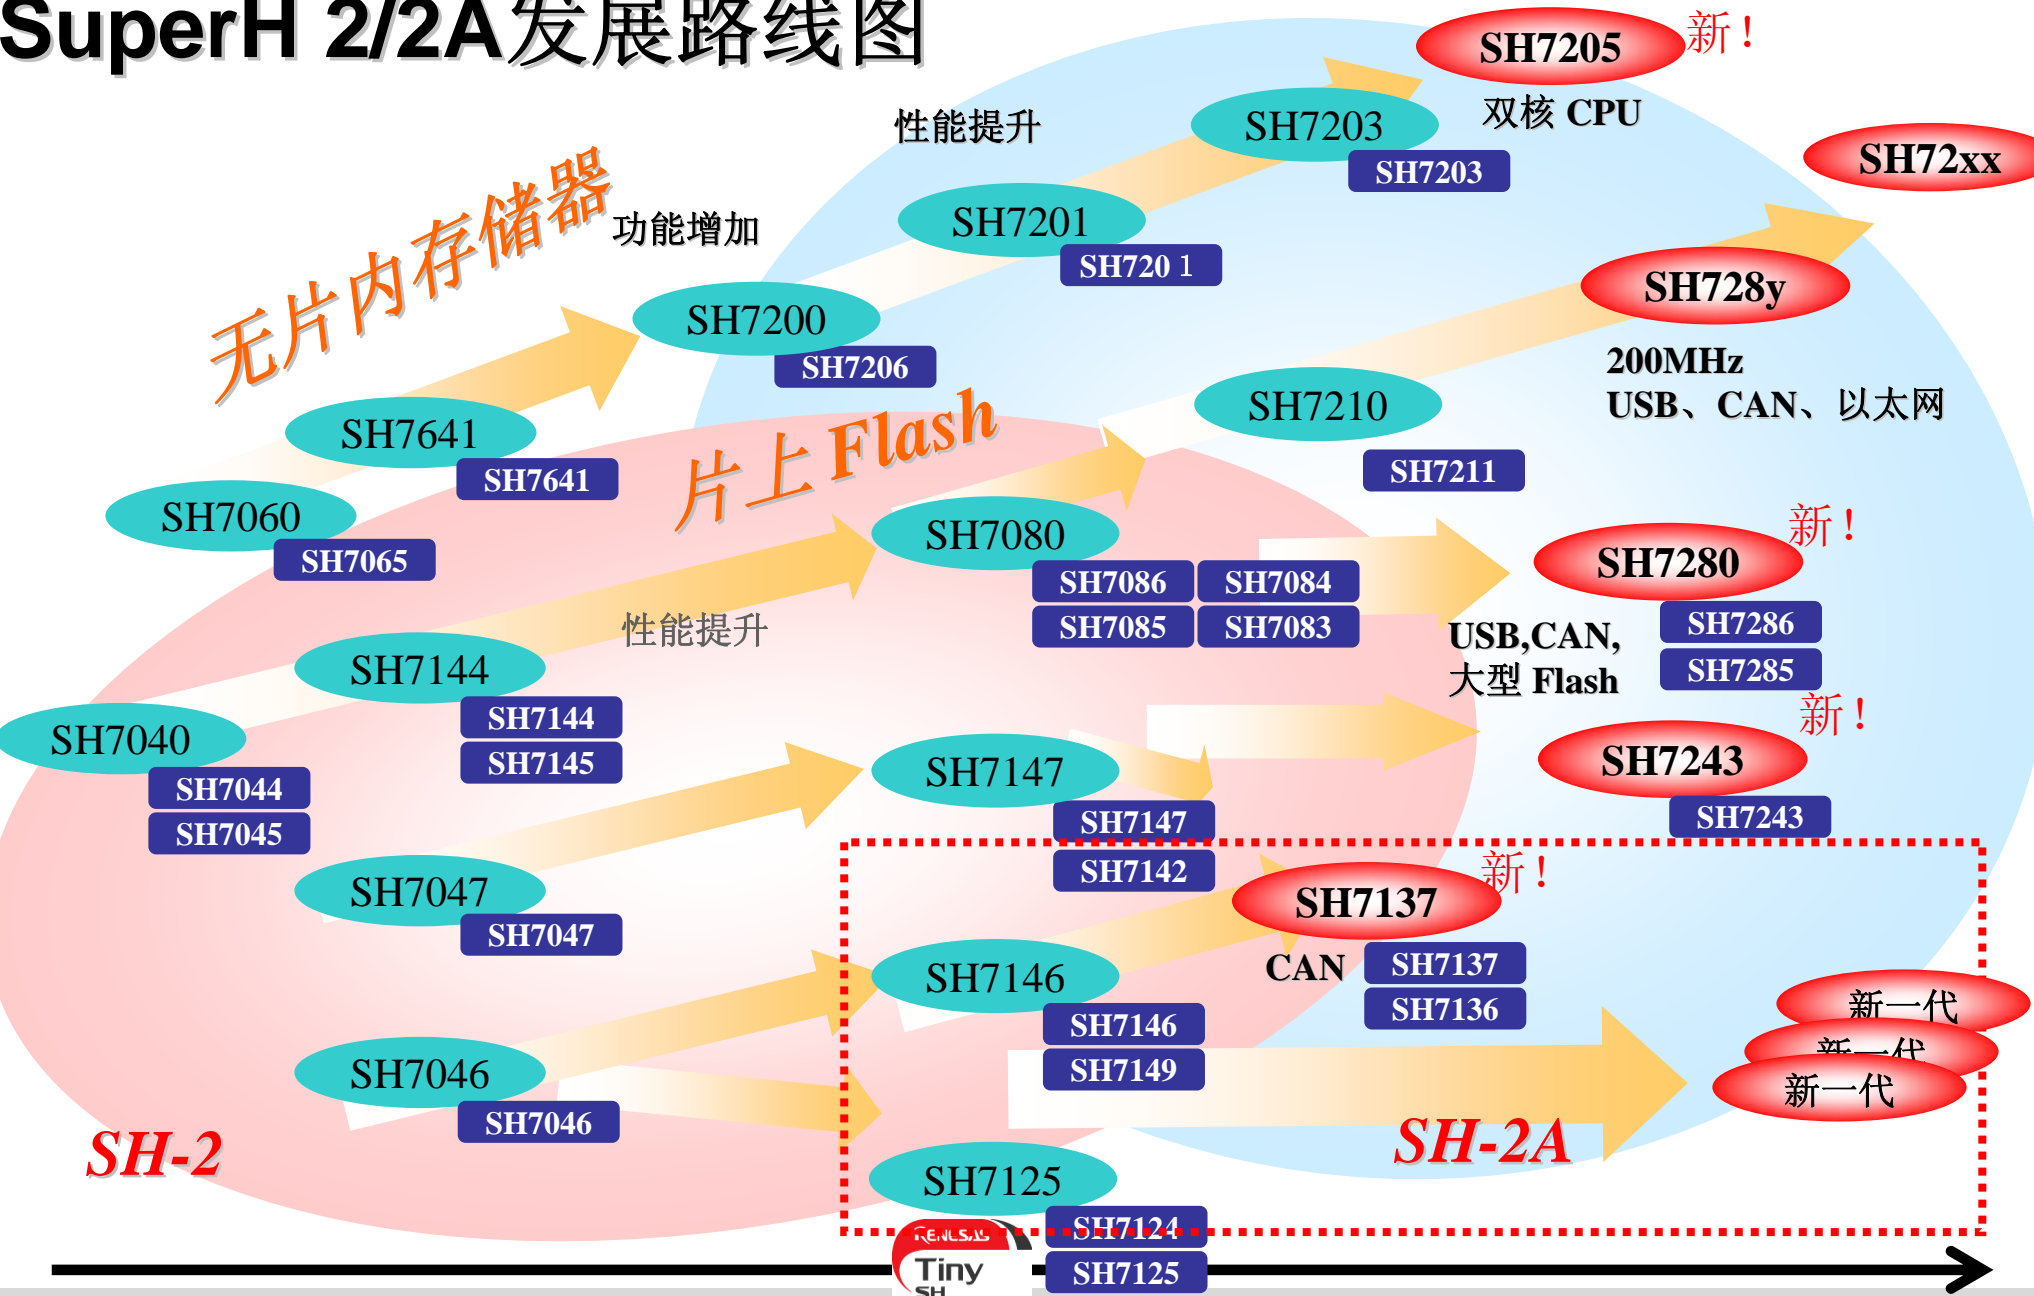 SuperH 2/2A发展路线图
SH7205
新！
双核 CPU
性能提升
SH7203
SH7203
SH72xx
无片内存储器
功能增加
SH7201
SH720１
SH7200
SH7206
SH728y
200MHz
USB、CAN、以太网
SH7641
SH7641
片上 Flash
SH7210
SH7211
SH7060
SH7065
SH7080
SH7086
SH7084
SH7085
SH7083
新！
SH7280
SH7286
SH7285
USB,CAN,
大型 Flash
性能提升
SH7144
SH7144
SH7145
SH7040
SH7044
SH7045
新！
SH7243
SH7243
SH7147
SH7147
SH7142
SH7047
SH7047
新！
SH7137
CAN
SH7137
SH7136
SH7146
SH7146
SH7149
SH7046
SH7046
新一代
新一代
新一代
SH-2
SH-2A
SH7125
SH7124
SH7125
RENESAS
Tiny
SH